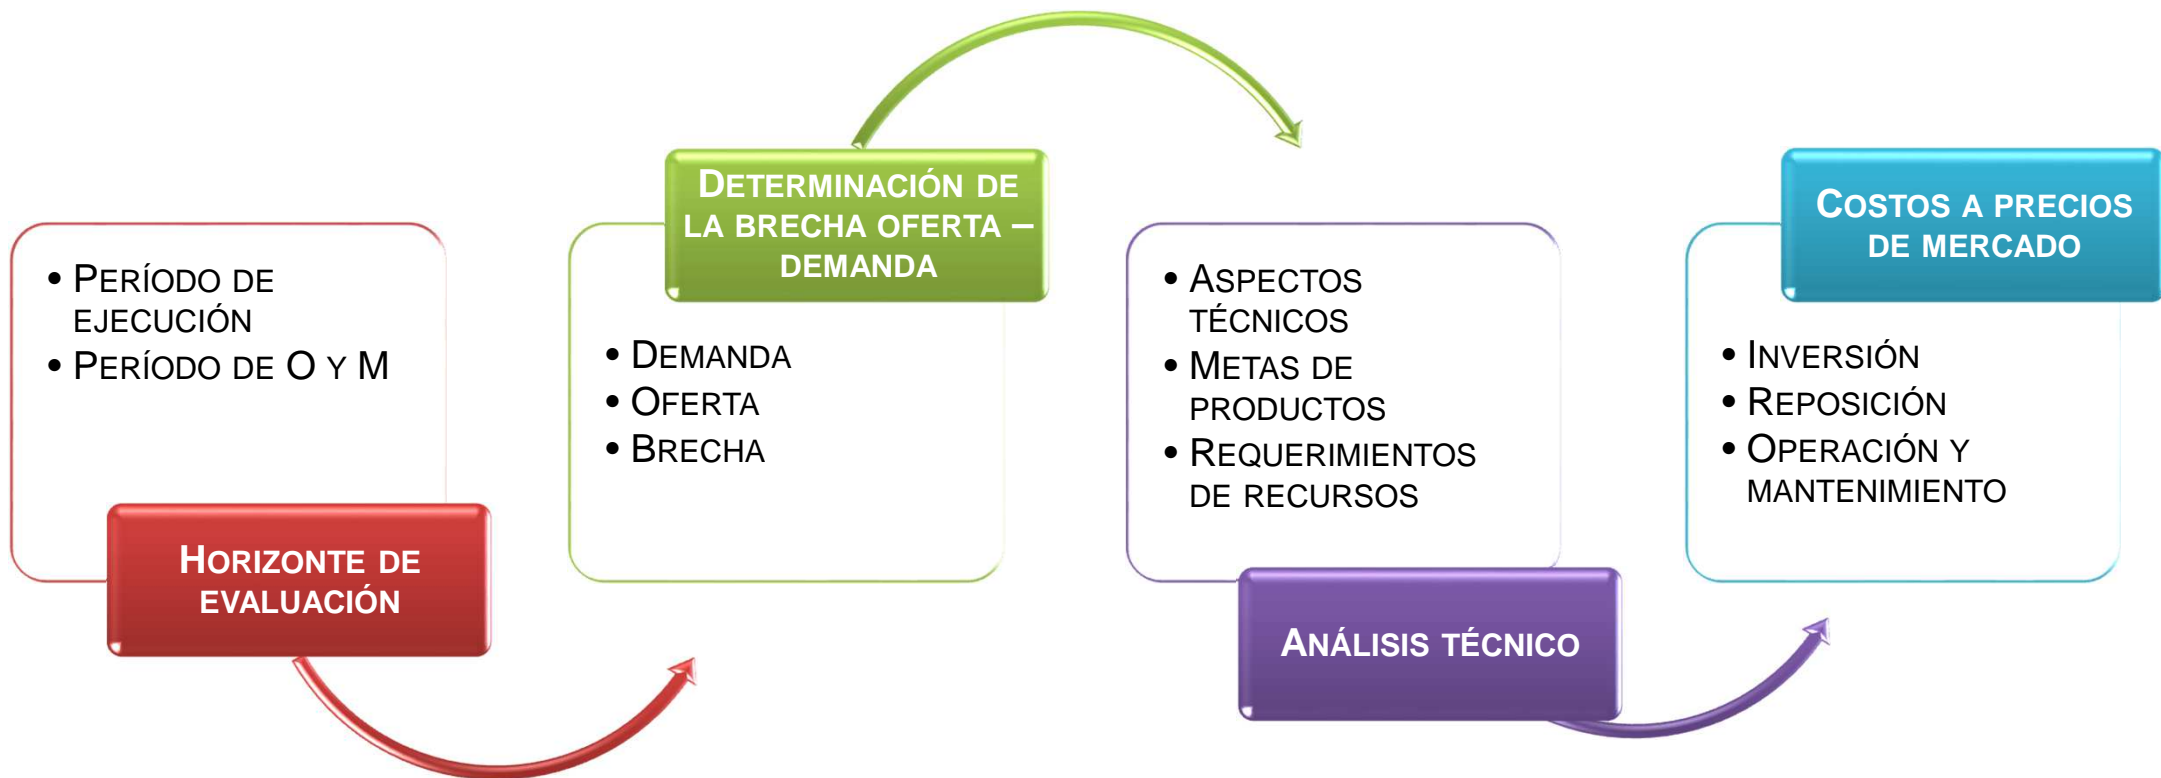 • PERÍODO DE
EJECUCIÓN
• PERÍODO DE O Y M
HORIZONTE DE
EVALUACIÓN
DETERMINACIÓN DE
LA BRECHA OFERTA –
DEMANDA
• DEMANDA
• OFERTA
• BRECHA
• ASPECTOS
TÉCNICOS
• METAS DE
PRODUCTOS
• REQUERIMIENTOS
DE RECURSOS
ANÁLISIS TÉCNICO
COSTOS A PRECIOS
DE MERCADO
• INVERSIÓN
• REPOSICIÓN
• OPERACIÓN Y
MANTENIMIENTO